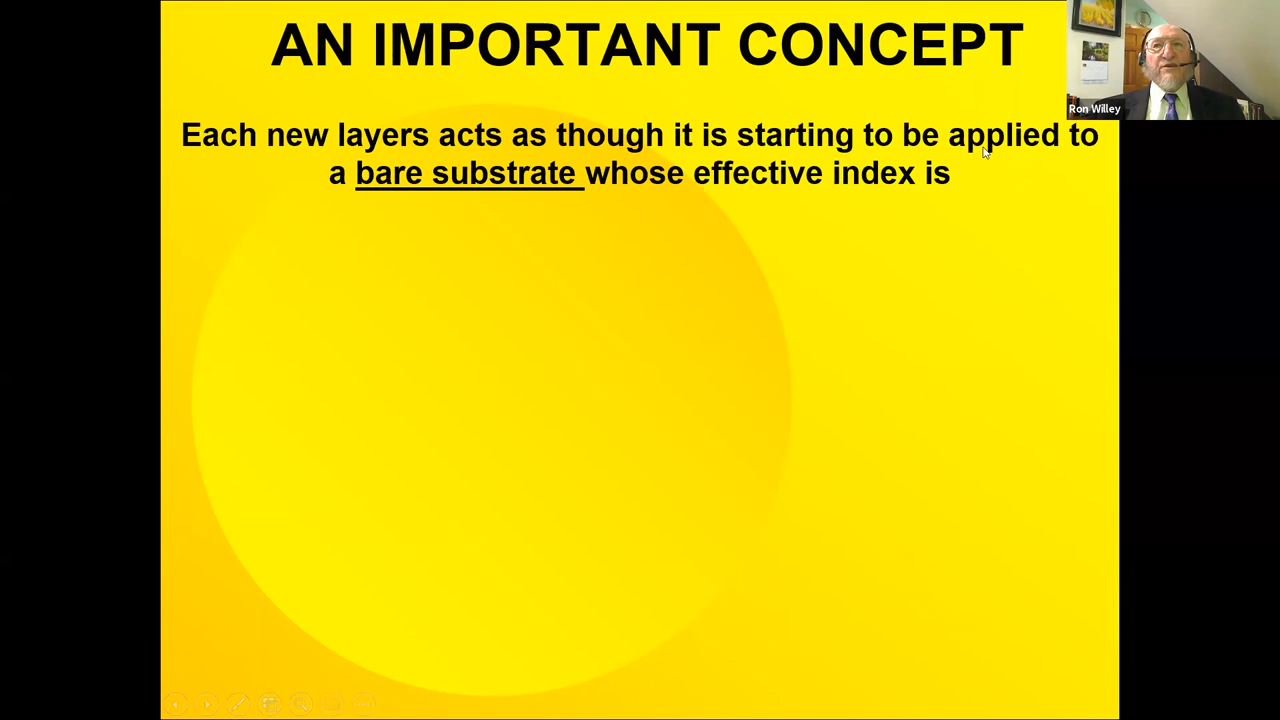 AN IMPORTANT CONCEPT
Ron Willey
Each new layers acts as though it is starting to be applied to
a bare substrate whose effective index is